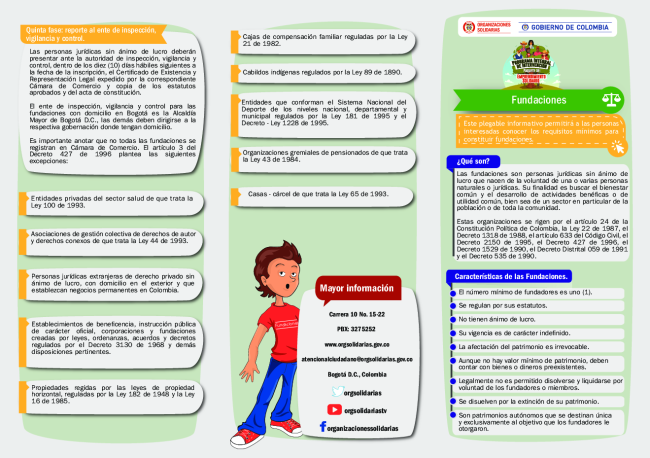 Quinta fase: reporte al ente de inspección,
vigilancia y control.
Las personas jurídicas sin ánimo de lucro deberán
presentar ante la autoridad de inspección, vigilancia y
control, dentro de los diez (10) días hábiles siguientes a
la fecha de la inscripción, el Certificado de Existencia y
Representación Legal expedido por la correspondiente
Cámara de Comercio y copia de los estatutos
aprobados y del acta de constitución.
El ente de inspección, vigilancia y control para las
fundaciones con domicilio en Bogotá es la Alcaldía
Mayor de Bogotá D.C., las demás deben dirigirse a la
respectiva gobernación donde tengan domicilio.
Es importante anotar que no todas las fundaciones se
registran en Cámara de Comercio. El artículo 3 del
Decreto 427 de 1996 plantea las siguientes
excepciones:
Entidades privadas del sector salud de que trata la
Ley 100 de 1993.
Asociaciones de gestión colectiva de derechos de autor
y derechos conexos de que trata la Ley 44 de 1993.
Personas jurídicas extranjeras de derecho privado sin
ánimo de lucro, con domicilio en el exterior y que
establezcan negocios permanentes en Colombia.
Establecimientos de beneficencia, instrucción pública
de carácter oficial, corporaciones y fundaciones
creadas por leyes, ordenanzas, acuerdos y decretos
regulados por el Decreto 3130 de 1968 y demás
disposiciones pertinentes.
Propiedades regidas por las leyes de propiedad
horizontal, reguladas por la Ley 182 de 1948 y la Ley
16 de 1985.
Cajas de compensación familiar reguladas por la Ley
21 de 1982.
Cabildos indígenas regulados por la Ley 89 de 1890.
Entidades que conforman el Sistema Nacional del
Deporte de los niveles nacional, departamental y
municipal regulados por la Ley 181 de 1995 y el
Decreto - Ley 1228 de 1995.
Organizaciones gremiales de pensionados de que trata
la Ley 43 de 1984.
Casas - cárcel de que trata la Ley 65 de 1993.
Mayor información
Carrera 10 No. 15-22
PBX: 3275252
www.orgsolidarias.gov.co
atencionalciudadano@orgsolidarias.gov.co
Bogotá D.C., Colombia
orgsolidarias
orgsolidariastv
organizacionessolidarias
ORGANIZACIONES
SOLIDARIAS
GOBIERNO DE COLOMBIA
PROGRAMA INTEGRAL
DE INTERVENCIÓN
EMPRENDIMIENTO
SOLIDARIO
Fundaciones
Este plegable informativo permitirá a las personas
interesadas conocer los requisitos mínimos para
constituir fundaciones
¿Qué son?
Las fundaciones son personas jurídicas sin ánimo de
lucro que nacen de la voluntad de una o varias personas
naturales o jurídicas. Su finalidad es buscar el bienestar
común y el desarrollo de actividades benéficas o de
utilidad común, bien sea de un sector en particular de la
población o de toda la comunidad.
Estas organizaciones se rigen por el artículo 24 de la
Constitución Política de Colombia, la Ley 22 de 1987, el
Decreto 1318 de 1988, el artículo 633 del Código Civil, el
Decreto 2150 de 1995, el Decreto 427 de 1996, el
Decreto 1529 de 1990, el Decreto Distrital 059 de 1991
y el Decreto 535 de 1990.
Características de las Fundaciones.
El número mínimo de fundadores es uno (1).
Se regulan por sus estatutos.
No tienen ánimo de lucro.
Su vigencia es de carácter indefinido.
La afectación del patrimonio es irrevocable.
Aunque no hay valor mínimo de patrimonio, deben
contar con bienes o dineros preexistentes.
Legalmente no es permitido disolverse y liquidarse por
voluntad de los fundadores o miembros.
Se disuelven por la extinción de su patrimonio.
Son patrimonios autónomos que se destinan única
y exclusivamente al objetivo que los fundadores le
otorgaron.